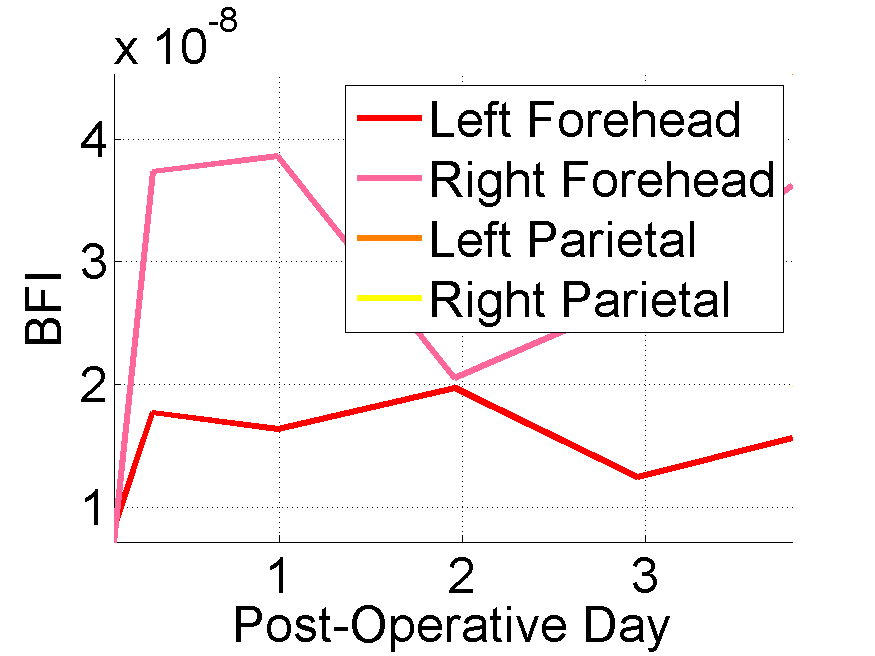 x 10^-8
4
3
2
1
BFI
Left Forehead
Right Forehead
Left Parietal
Right Parietal
1 2 3
Post-Operative Day